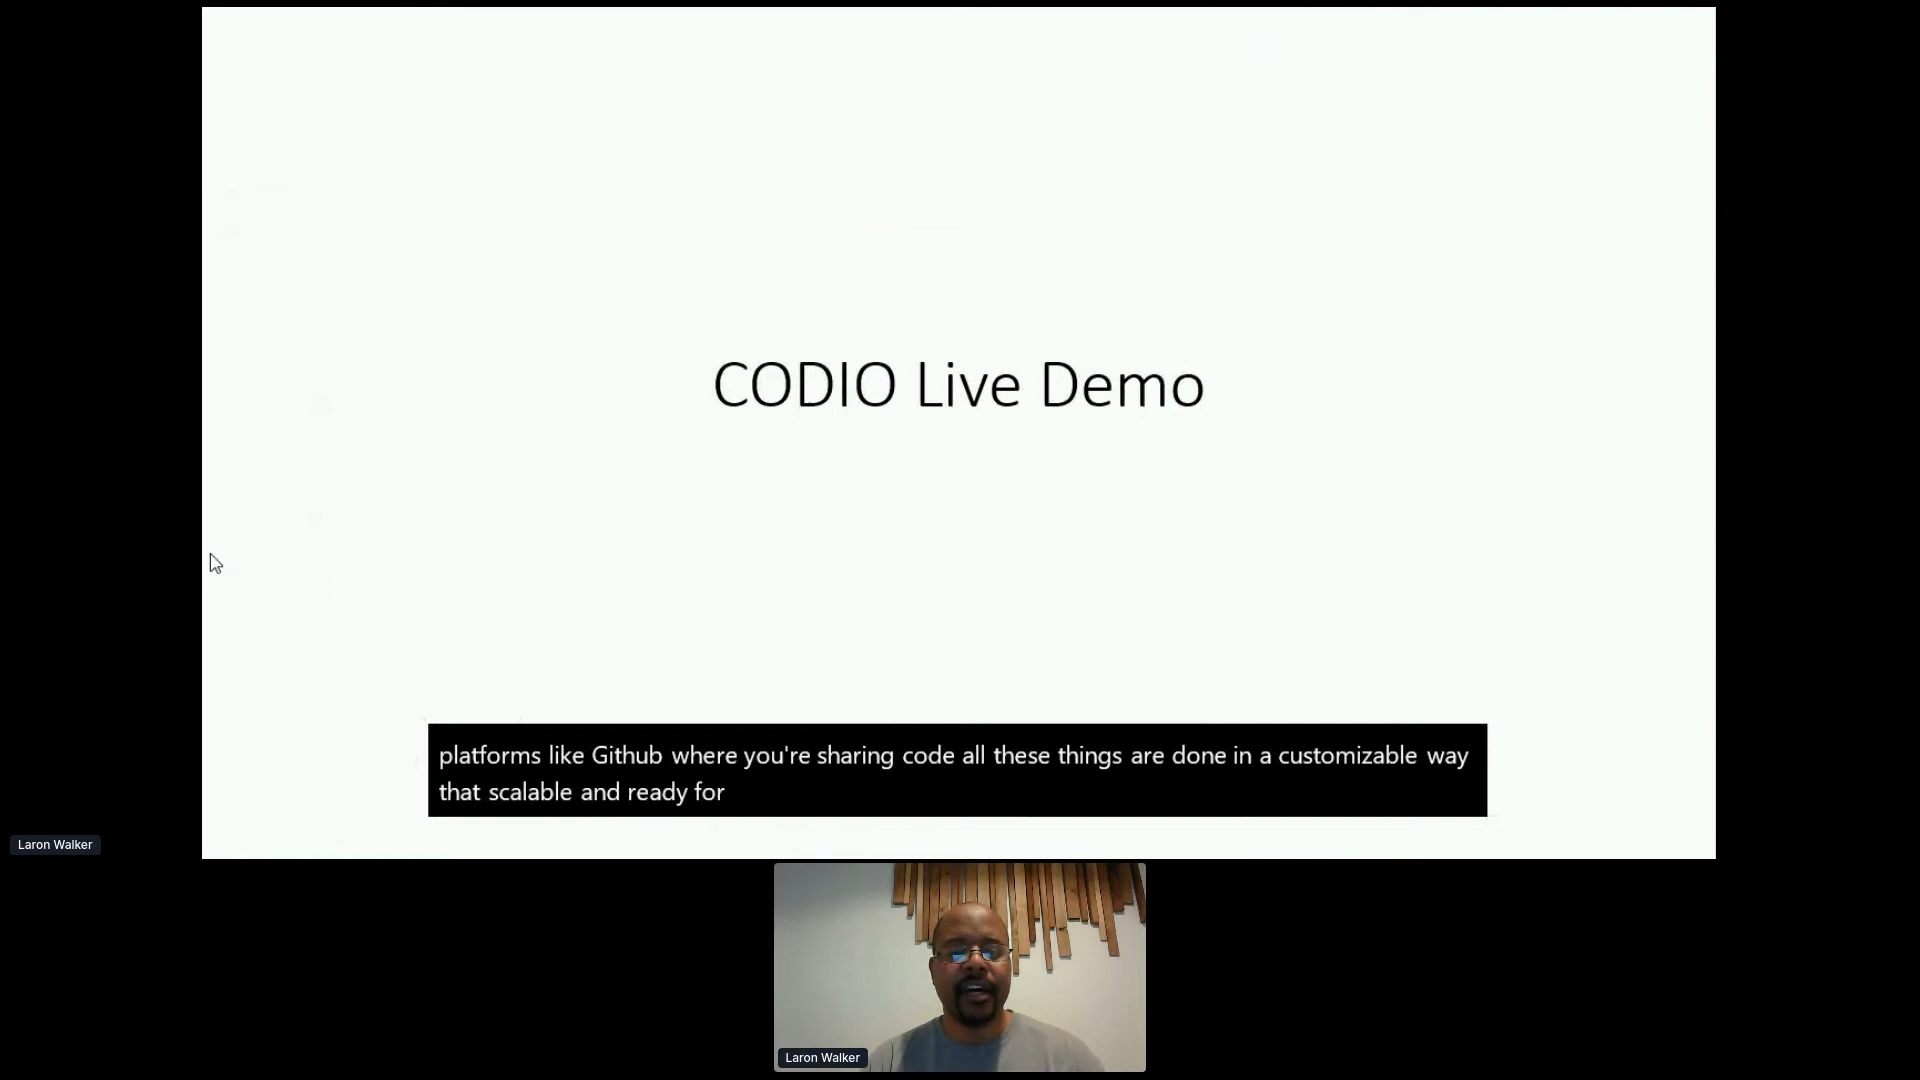 CODIO Live Demo
platforms like Github where you're sharing code all these things are done in a customizable way
that scalable and ready for
Laron Walker
Laron Walker